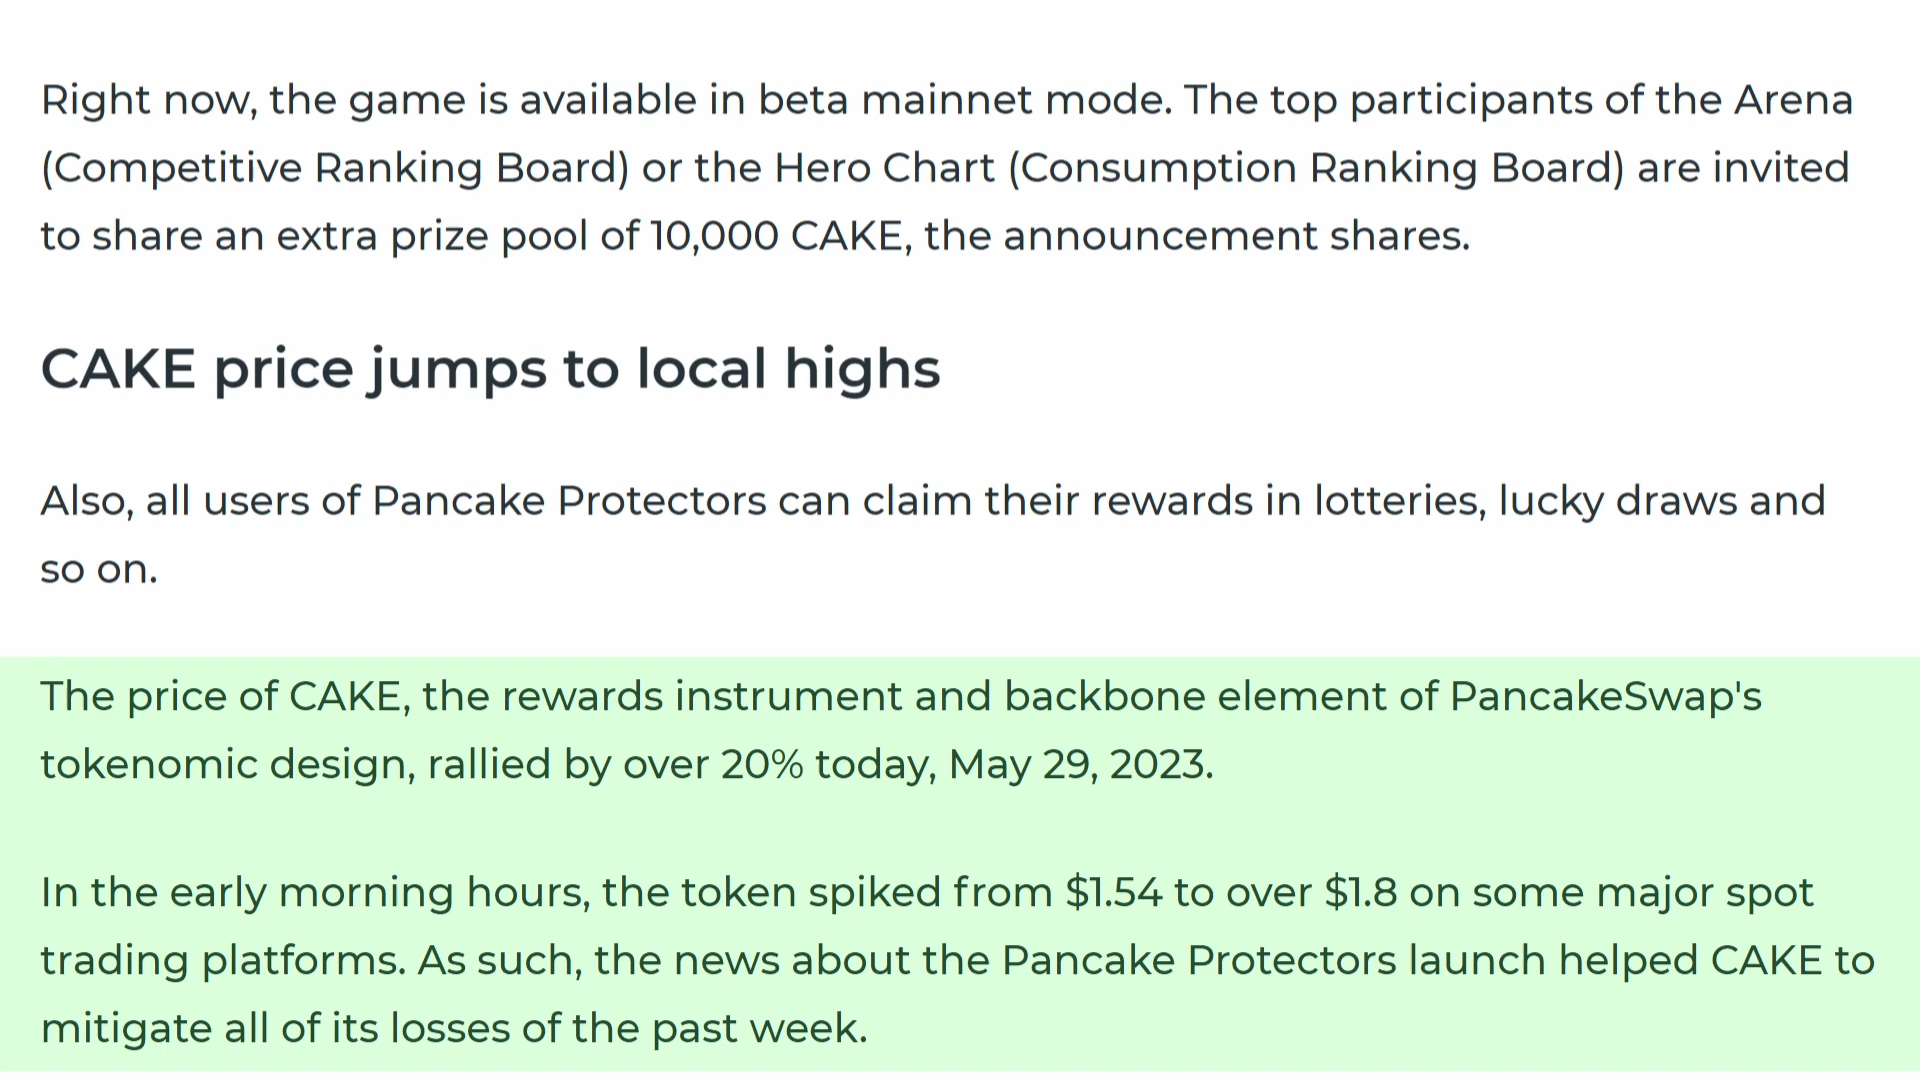 Right now, the game is available in beta mainnet mode. The top participants of the Arena
(Competitive Ranking Board) or the Hero Chart (Consumption Ranking Board) are invited
to share an extra prize pool of 10,000 CAKE, the announcement shares.
CAKE price jumps to local highs
Also, all users of Pancake Protectors can claim their rewards in lotteries, lucky draws and
so on.
The price of CAKE, the rewards instrument and backbone element of PancakeSwap's
tokenomic design, rallied by over 20% today, May 29, 2023.
In the early morning hours, the token spiked from $1.54 to over $1.8 on some major spot
trading platforms. As such, the news about the Pancake Protectors launch helped CAKE to
mitigate all of its losses of the past week.